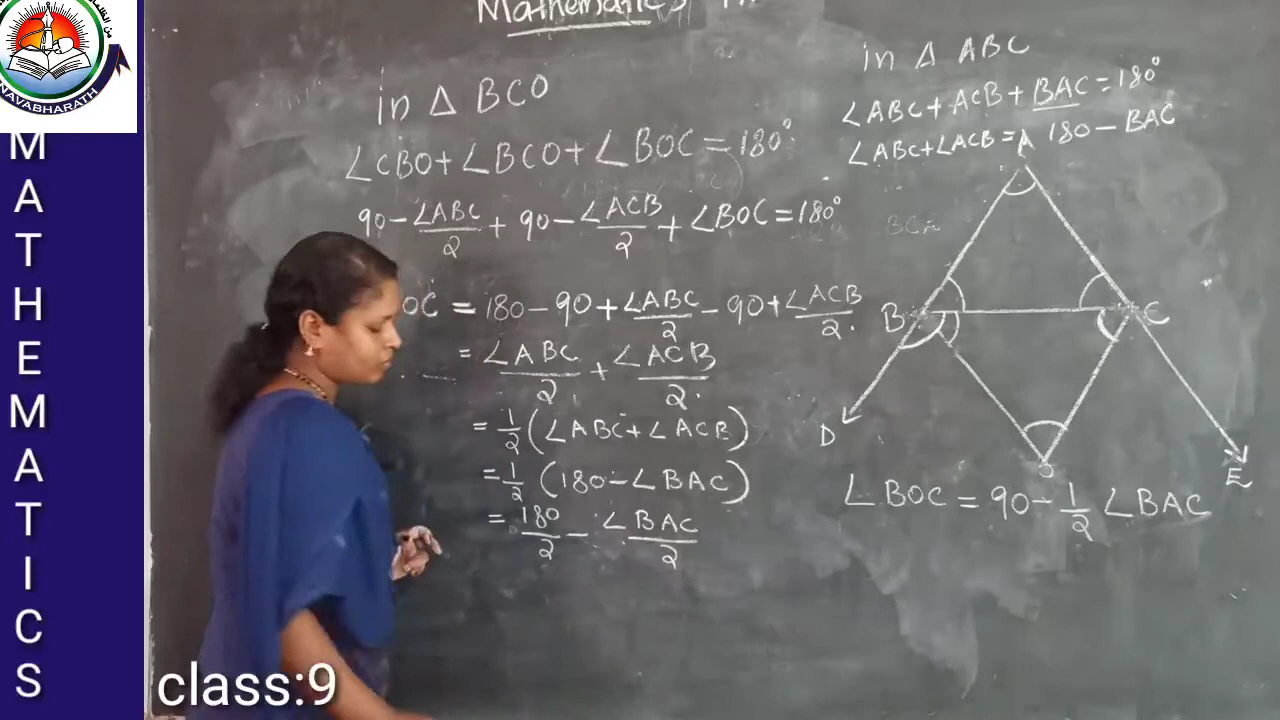 NAVABHARATH
MATHEMATICS
class:9
Mathematics
in Δ BCO
∠CBO+∠BCO+∠BOC=180°
90-∠ABC/2 + 90-∠ACB/2 + ∠BOC=180°
OC = 180-90+∠ABC/2 - 90+∠ACB/2.
= ∠ABC/2 + ∠ACB/2.
= 1/2 (∠ABC+∠ACB)
= 1/2 (180-∠BAC)
= 180/2 - ∠BAC/2
in Δ ABC
∠ABC+ACB+BAC=180°
∠ABC+∠ACB= 180-BAC
A
B
C
D
O
E
∠BOC = 90-1/2 ∠BAC